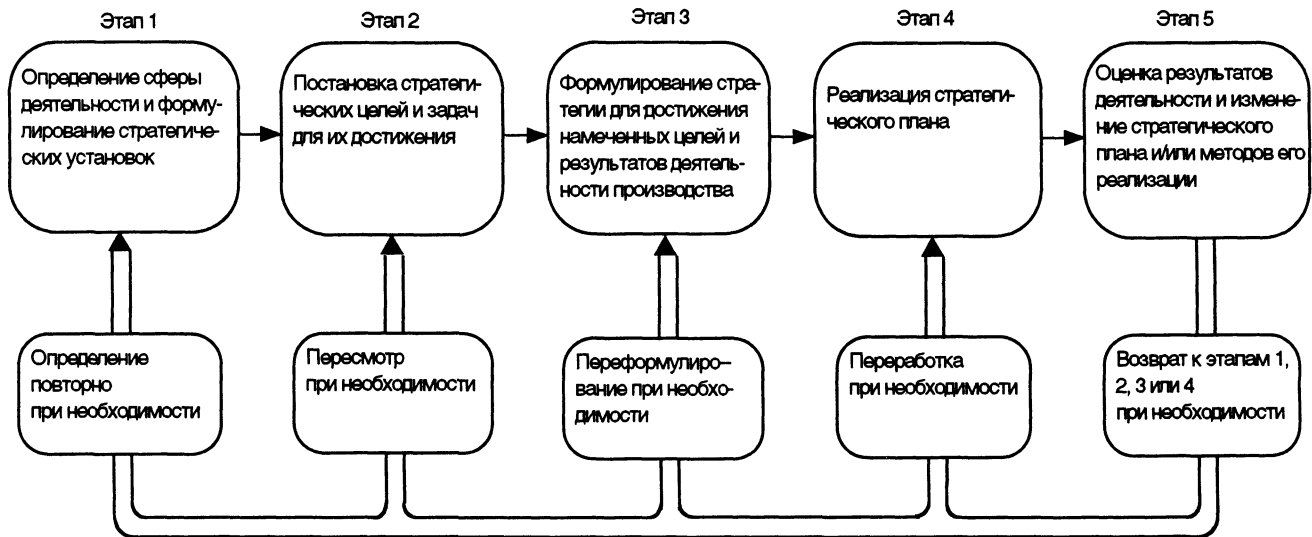 Этап 1
Этап 2
Этап 3
Этап 4
Этап 5
Определение сферы
деятельности и форму-
лирование стратегиче-
ских установок
Постановка стратеги-
ческих целей и задач
для их достижения
Формулирование стра-
тегии для достижения
намеченных целей и
результатов деятель-
ности производства
Реализация стратеги-
ческого плана
Оценка результатов
деятельности и измене-
ние стратегического
плана и/или методов его
реализации
Определение
повторно
при необходимости
Пересмотр
при необходимости
Переформулиро-
вание при необхо-
димости
Переработка
при необходимости
Возврат к этапам 1,
2, 3 или 4
при необходимости